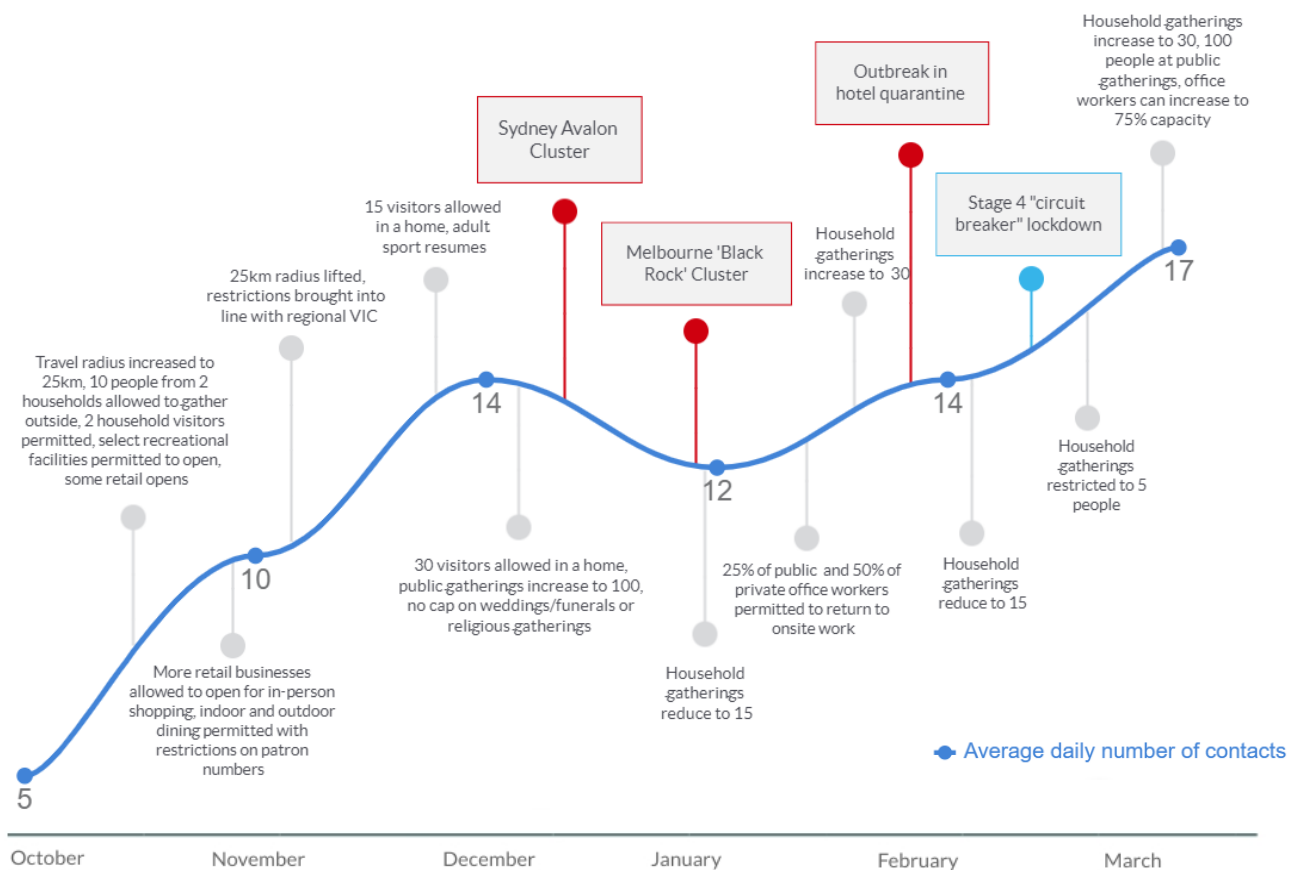 Household gatherings
increase to 30, 100
people at public
gatherings, office
workers can increase to
75% capacity
Outbreak in
hotel quarantine
Sydney Avalon
Cluster
Stage 4 "circuit
breaker" lockdown
15 visitors allowed
in a home, adult
sport resumes
Melbourne 'Black
Rock' Cluster
Household
gatherings
increase to 30
25km radius lifted,
restrictions brought into
line with regional VIC
Travel radius increased to
25km, 10 people from 2
households allowed to gather
outside, 2 household visitors
permitted, select recreational
facilities permitted to open,
some retail opens
17
14
14
12
10
5
Household
gatherings
restricted to 5
people
30 visitors allowed in a home,
public gatherings increase to 100,
no cap on weddings/funerals or
religious gatherings
25% of public and 50% of
private office workers
permitted to return to
onsite work
Household
gatherings
reduce to 15
More retail businesses
allowed to open for in-person
shopping, indoor and outdoor
dining permitted with
restrictions on patron
numbers
Household
gatherings
reduce to 15
Average daily number of contacts
October
November
December
January
February
March